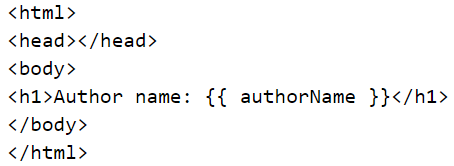 <html>
<head></head>
<body>
<h1>Author name: {{ authorName }}</h1>
</body>
</html>